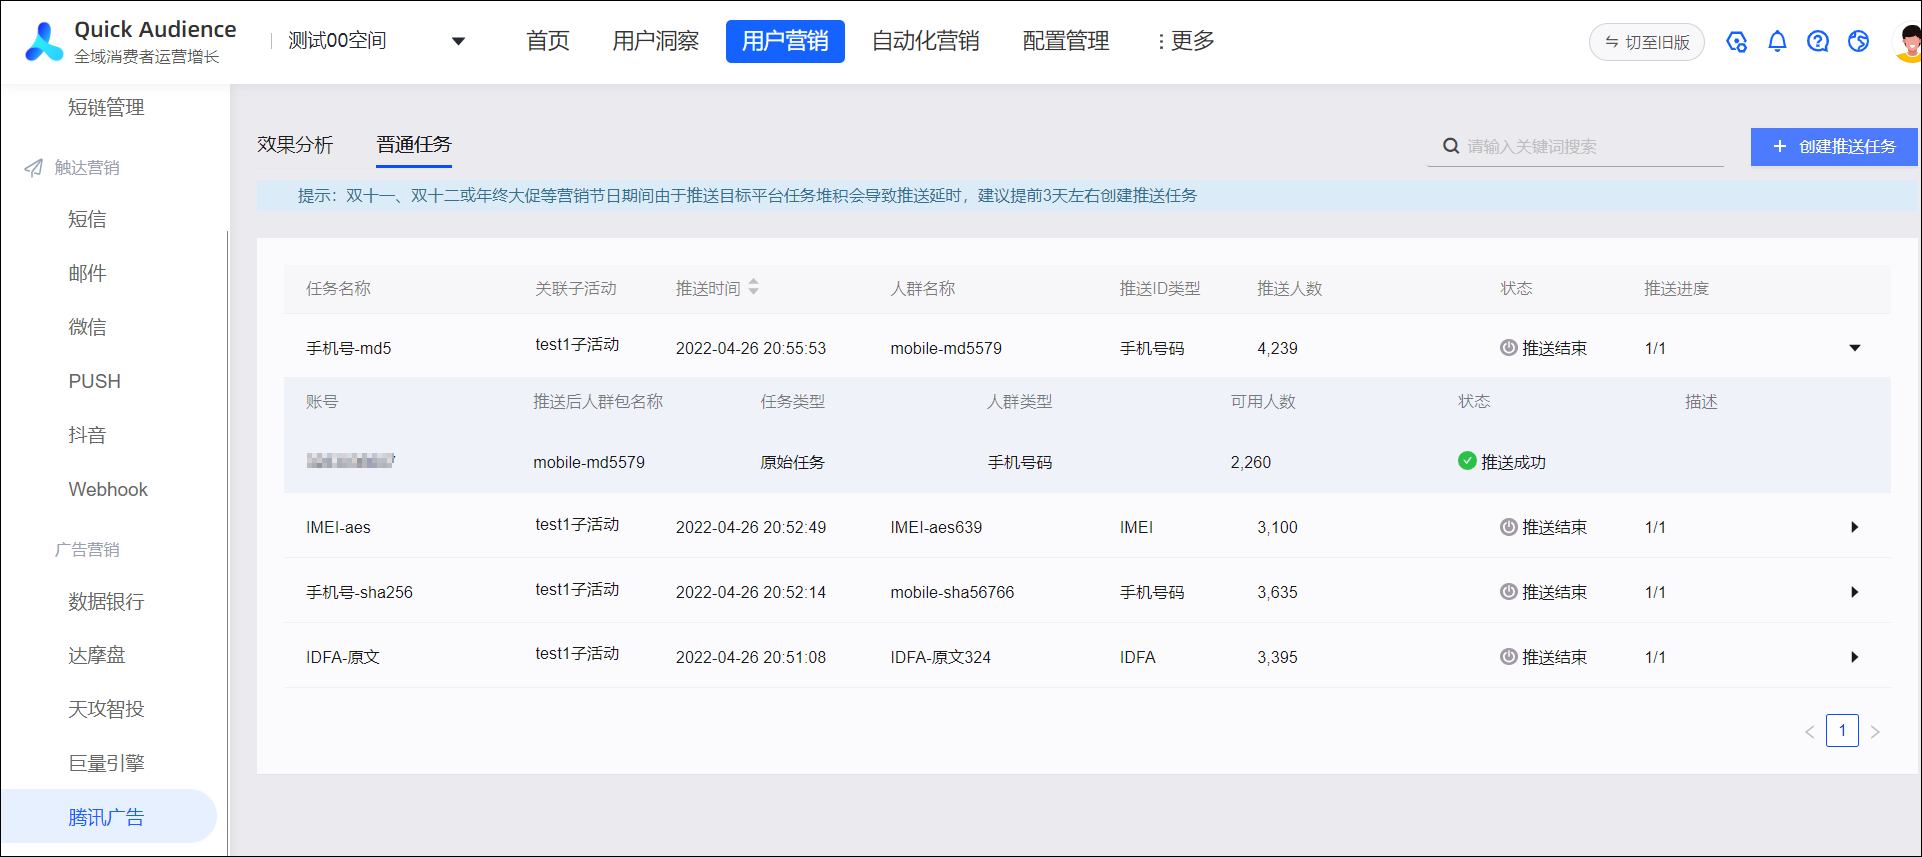 Quick Audience
全域消费者运营增长
测试00空间
首页
用户洞察
用户营销
自动化营销
配置管理
更多
切至旧版
短链管理
触达营销
短信
邮件
微信
PUSH
抖音
Webhook
广告营销
数据银行
达摩盘
天攻智投
巨量引擎
腾讯广告
效果分析
普通任务
请输入关键词搜索
+ 创建推送任务
提示：双十一、双十二或年终大促等营销节日期间由于推送目标平台任务堆积会导致推送延时，建议提前3天左右创建推送任务
任务名称 关联子活动 推送时间 人群名称 推送ID类型 推送人数 状态 推送进度
手机号-md5 test1子活动 2022-04-26 20:55:53 mobile-md5579 手机号码 4,239 推送结束 1/1
账号 推送后人群包名称 任务类型 人群类型 可用人数 状态 描述
mobile-md5579 原始任务 手机号码 2,260 推送成功
IMEI-aes test1子活动 2022-04-26 20:52:49 IMEI-aes639 IMEI 3,100 推送结束 1/1
手机号-sha256 test1子活动 2022-04-26 20:52:14 mobile-sha56766 手机号码 3,635 推送结束 1/1
IDFA-原文 test1子活动 2022-04-26 20:51:08 IDFA-原文324 IDFA 3,395 推送结束 1/1
< 1 >